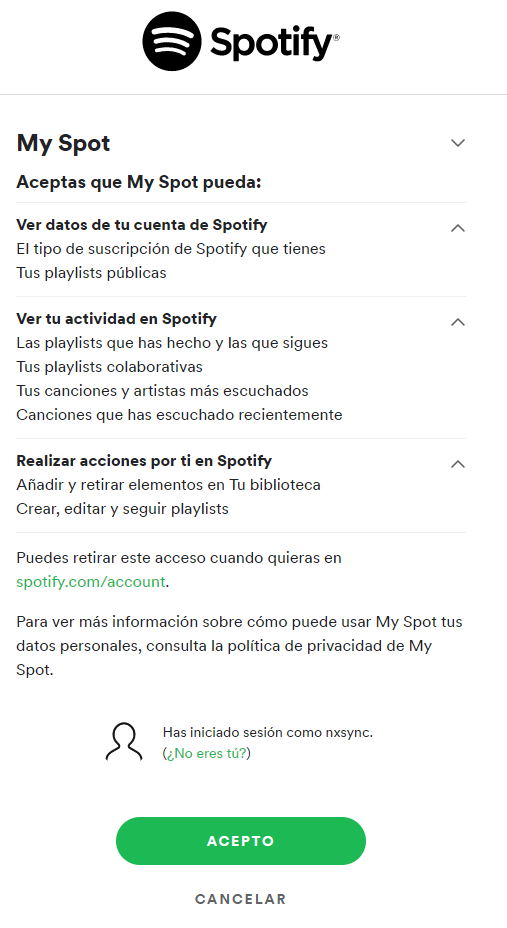 Spotify®
My Spot
Aceptas que My Spot pueda:
Ver datos de tu cuenta de Spotify
El tipo de suscripción de Spotify que tienes
Tus playlists públicas
Ver tu actividad en Spotify
Las playlists que has hecho y las que sigues
Tus playlists colaborativas
Tus canciones y artistas más escuchados
Canciones que has escuchado recientemente
Realizar acciones por ti en Spotify
Añadir y retirar elementos en Tu biblioteca
Crear, editar y seguir playlists
Puedes retirar este acceso cuando quieras en
spotify.com/account.
Para ver más información sobre cómo puede usar My Spot tus
datos personales, consulta la política de privacidad de My
Spot.
Has iniciado sesión como nxsync.
(¿No eres tú?)
ACEPTO
CANCELAR